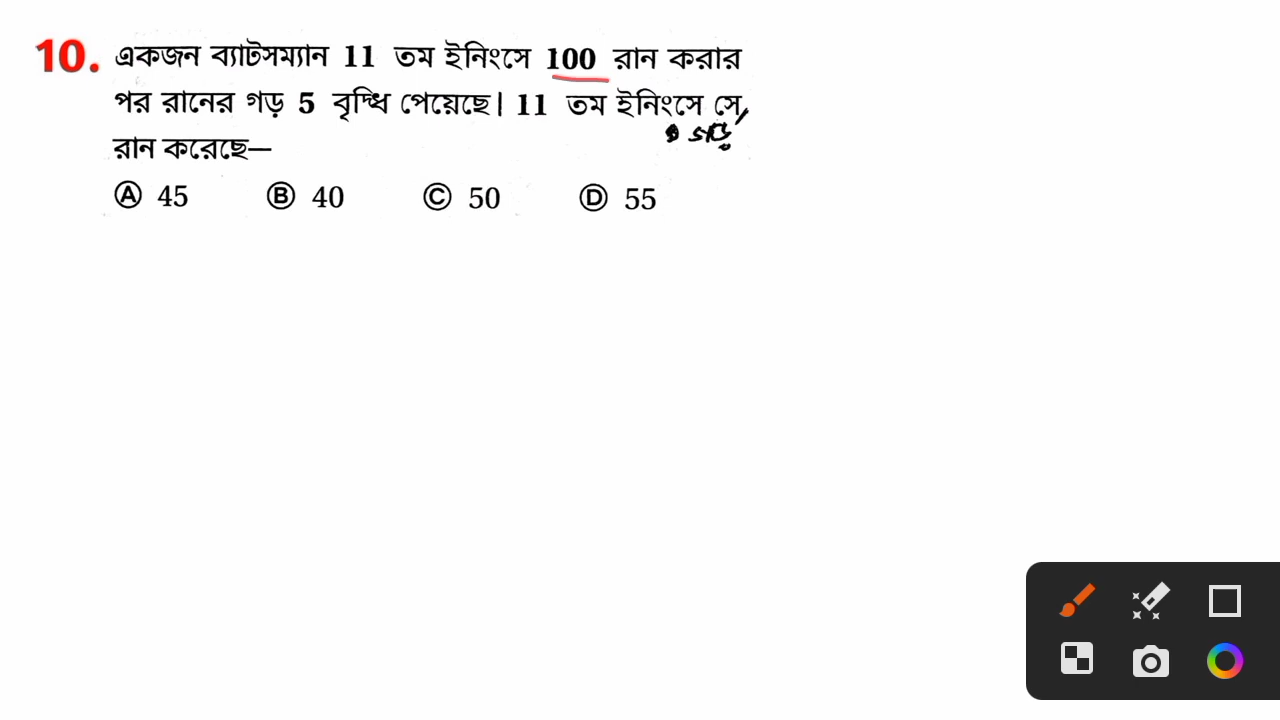 10. একজন ব্যাটসম্যান 11 তম ইনিংসে 100 রান করার
পর রানের গড় 5 বৃদ্ধি পেয়েছে। 11 তম ইনিংসে সে
গড়
রান করেছে—
Ⓐ 45 Ⓑ 40 Ⓒ 50 Ⓓ 55